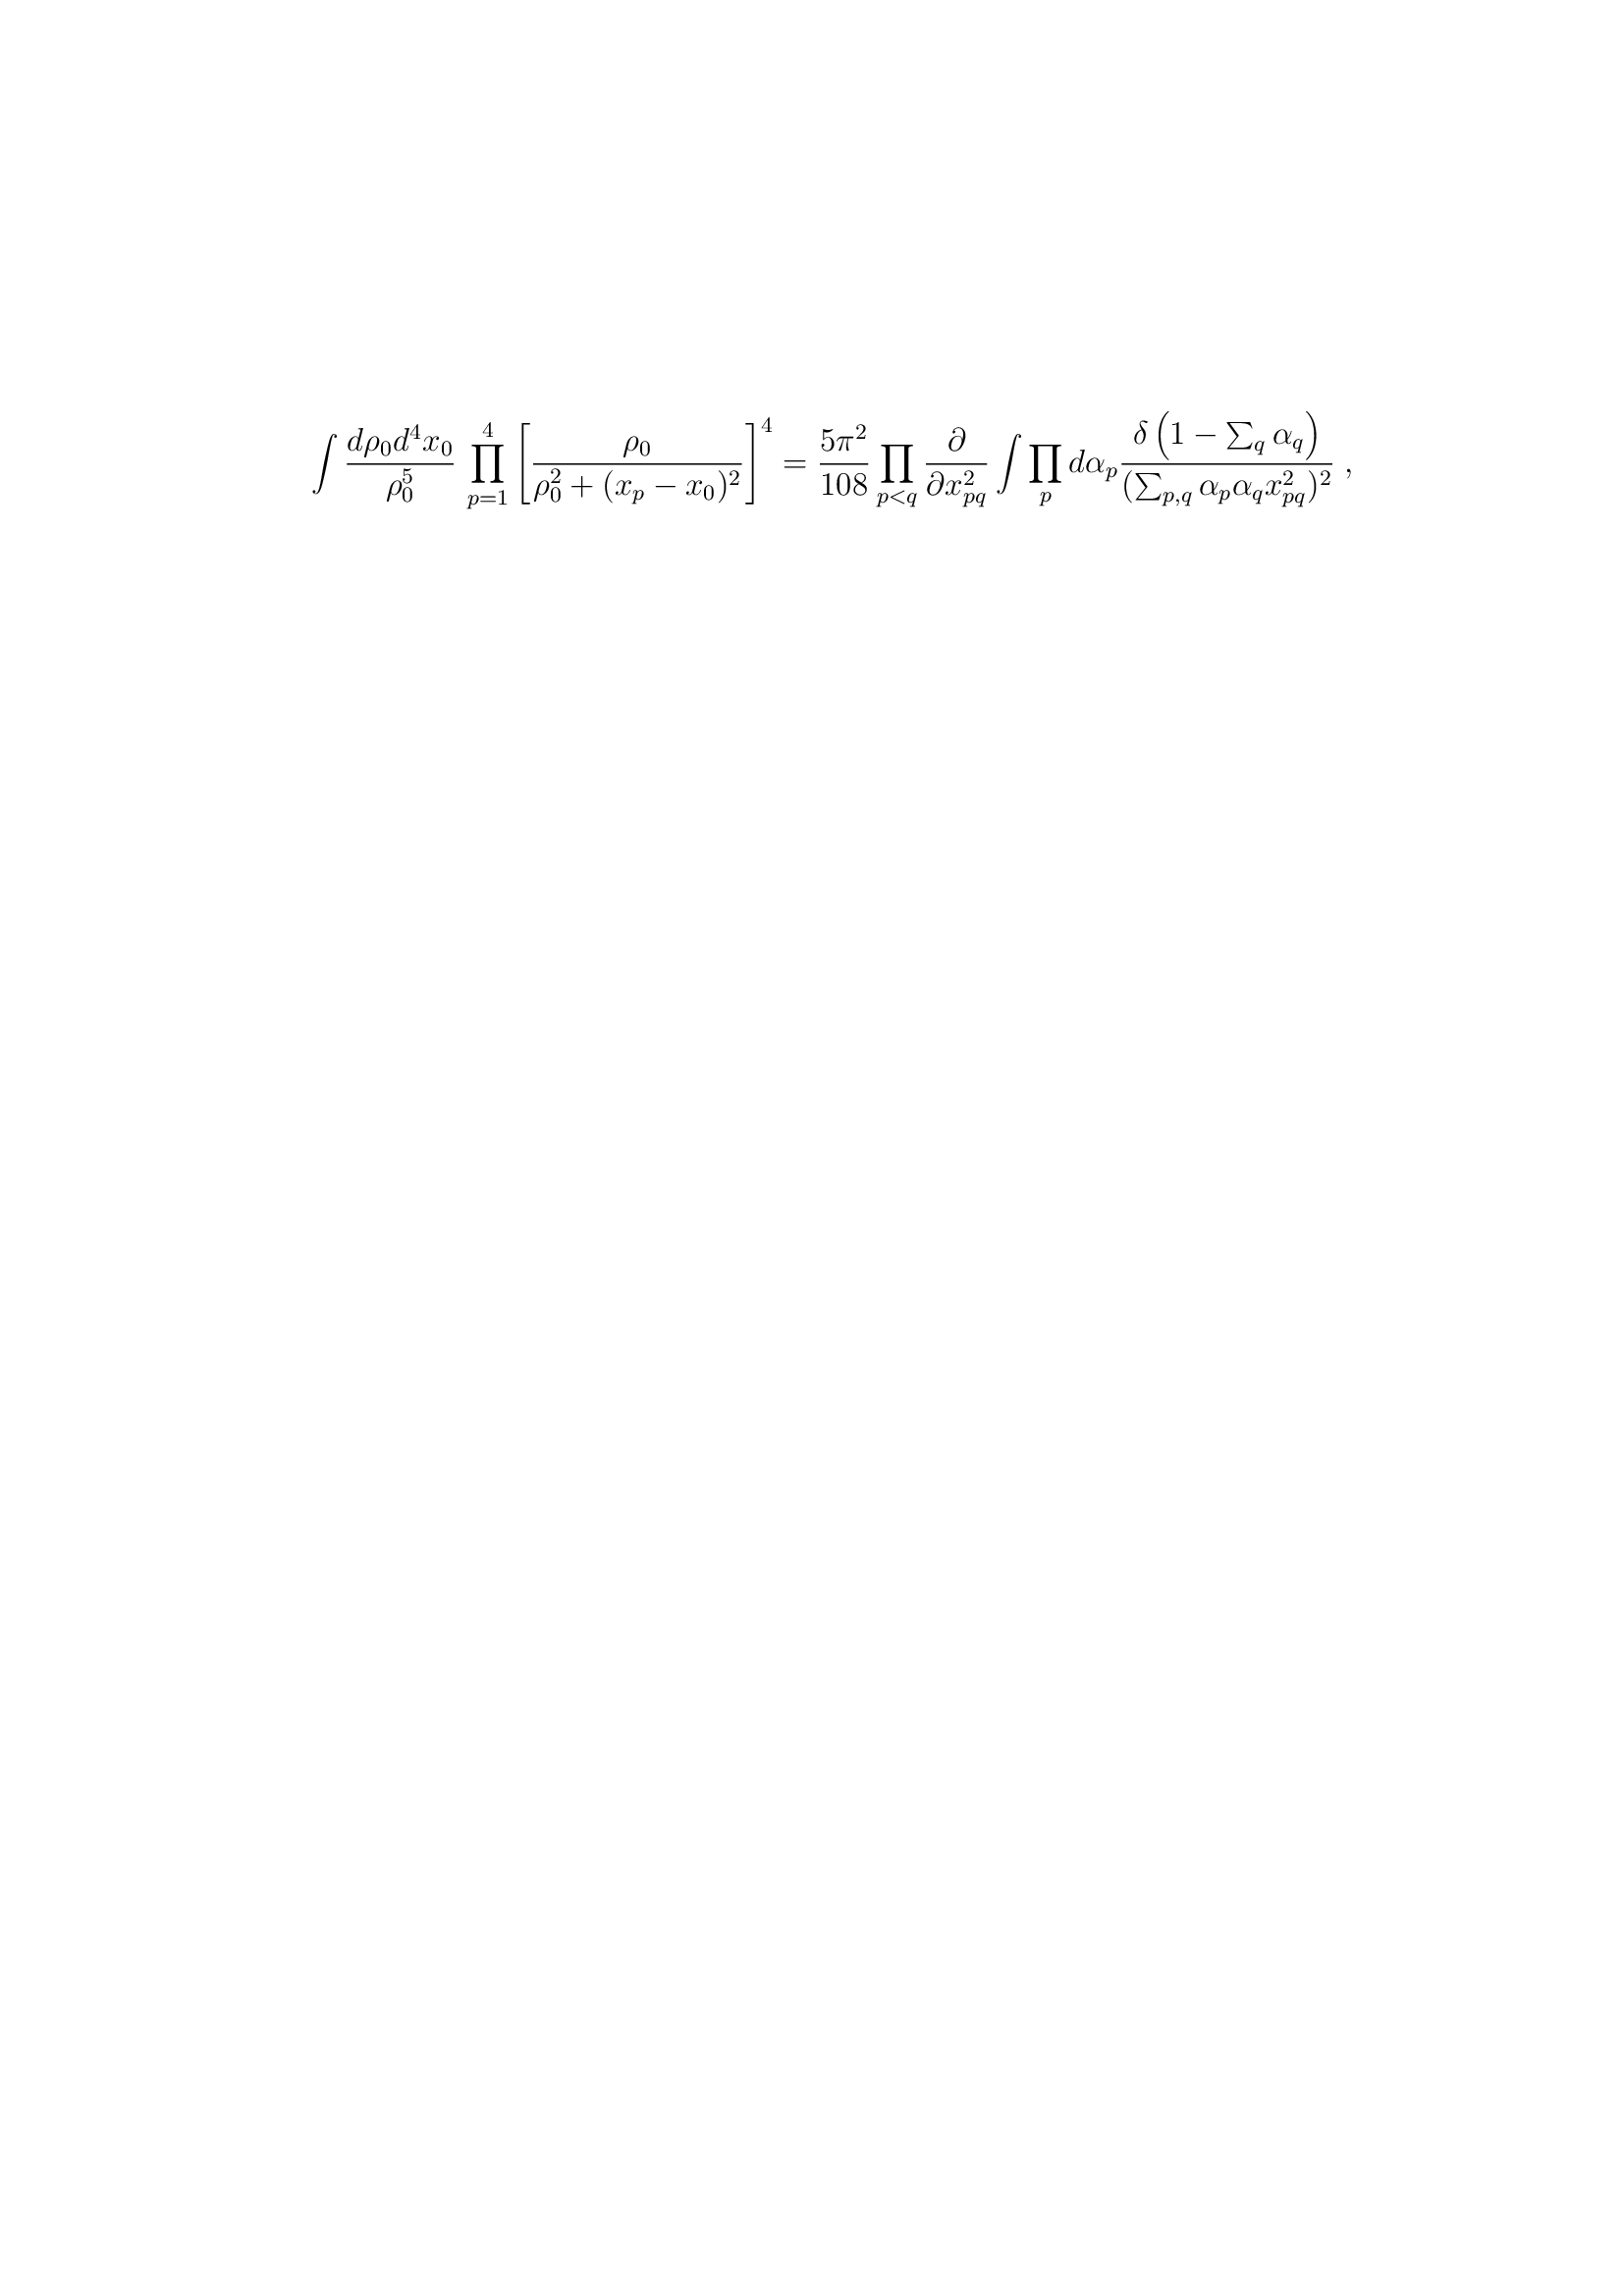 $$\int \frac{d\rho_0 d^4x_0}{\rho_0^5} \prod_{p=1}^{4} \left[ \frac{\rho_0}{\rho_0^2 + (x_p - x_0)^2} \right]^4 = \frac{5\pi^2}{108} \prod_{p<q} \frac{\partial}{\partial x_{pq}^2} \int \prod_p d\alpha_p \frac{\delta\left(1 - \sum_q \alpha_q\right)}{(\sum_{p,q} \alpha_p \alpha_q x_{pq}^2)^2} \ ,$$